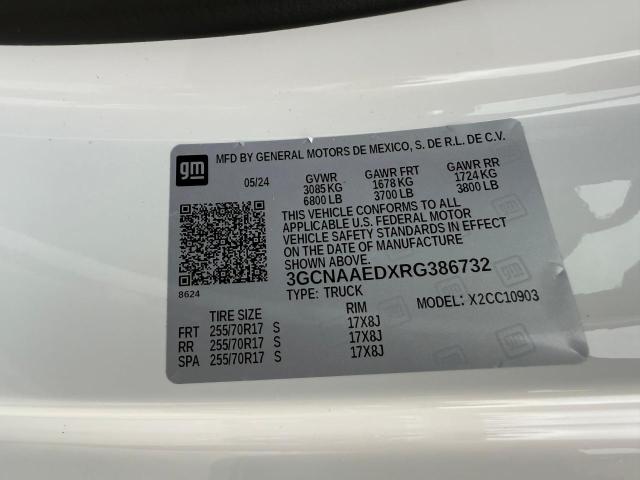 gm
MFD BY GENERAL MOTORS DE MEXICO, S. DE R.L. DE C.V.
05/24 GVWR GAWR FRT GAWR RR
3085 KG 1678 KG 1724 KG
6800 LB 3700 LB 3800 LB
THIS VEHICLE CONFORMS TO ALL
APPLICABLE U.S. FEDERAL MOTOR
VEHICLE SAFETY STANDARDS IN EFFECT
ON THE DATE OF MANUFACTURE
SHOWN ABOVE.
3GCNAAEDXRG386732
8624
TYPE: TRUCK MODEL: X2CC10903
TIRE SIZE RIM
FRT 255/70R17 S 17X8J
RR 255/70R17 S 17X8J
SPA 255/70R17 S 17X8J